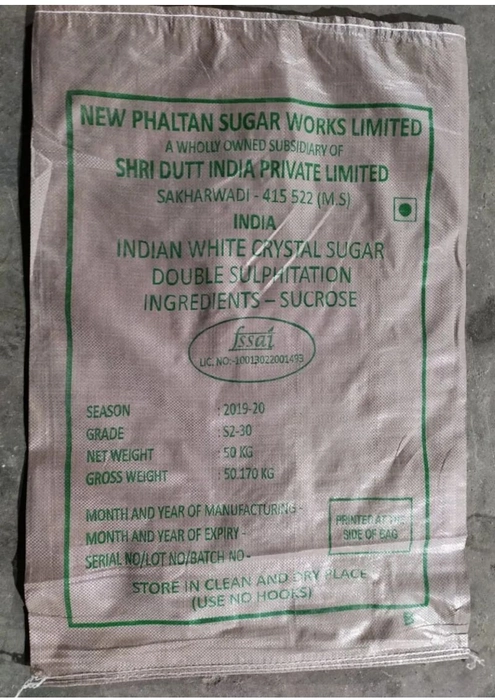 NEW PHALTAN SUGAR WORKS LIMITED
A WHOLLY OWNED SUBSIDIARY OF
SHRI DUTT INDIA PRIVATE LIMITED
SAKHARWADI - 415 522 (M.S)
INDIA
INDIAN WHITE CRYSTAL SUGAR
DOUBLE SULPHITATION
INGREDIENTS – SUCROSE
fssai
LIC. NO:-10013022001493
SEASON : 2019-20
GRADE : S2-30
NET WEIGHT : 50 KG
GROSS WEIGHT : 50.170 KG
MONTH AND YEAR OF MANUFACTURING -
MONTH AND YEAR OF EXPIRY -
SERIAL NO/LOT NO/BATCH NO -
PRINTED AT THE
SIDE OF BAG
STORE IN CLEAN AND DRY PLACE
(USE NO HOOKS)
B